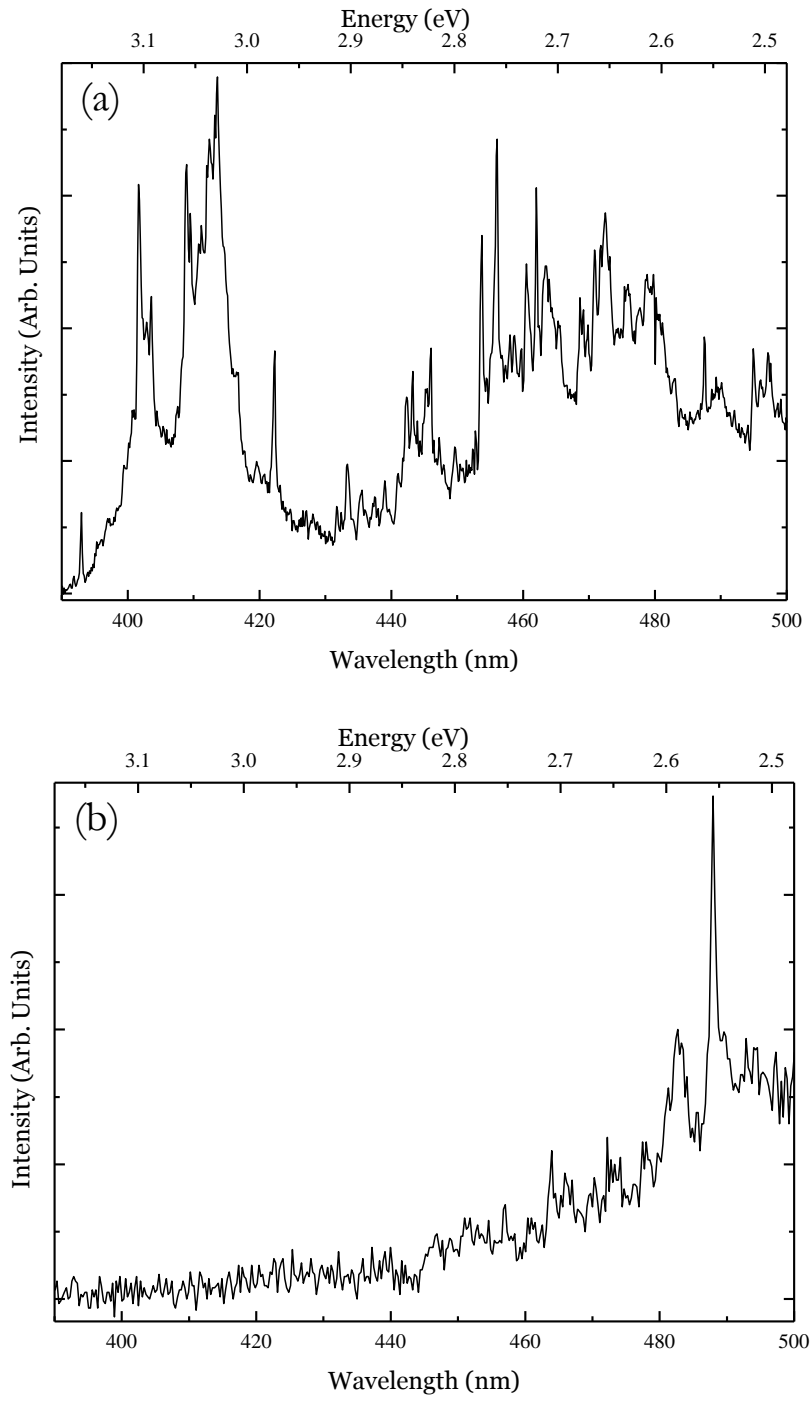 Energy (eV)
3.1 3.0 2.9 2.8 2.7 2.6 2.5
(a)
Intensity (Arb. Units)
400 420 440 460 480 500
Wavelength (nm)
Energy (eV)
3.1 3.0 2.9 2.8 2.7 2.6 2.5
(b)
Intensity (Arb. Units)
400 420 440 460 480 500
Wavelength (nm)